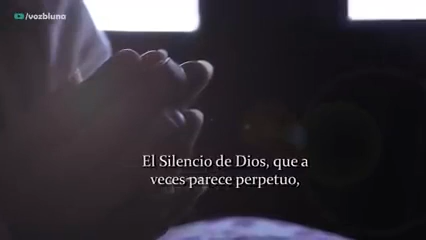 /vozbluna
El Silencio de Dios, que a
veces parece perpetuo,